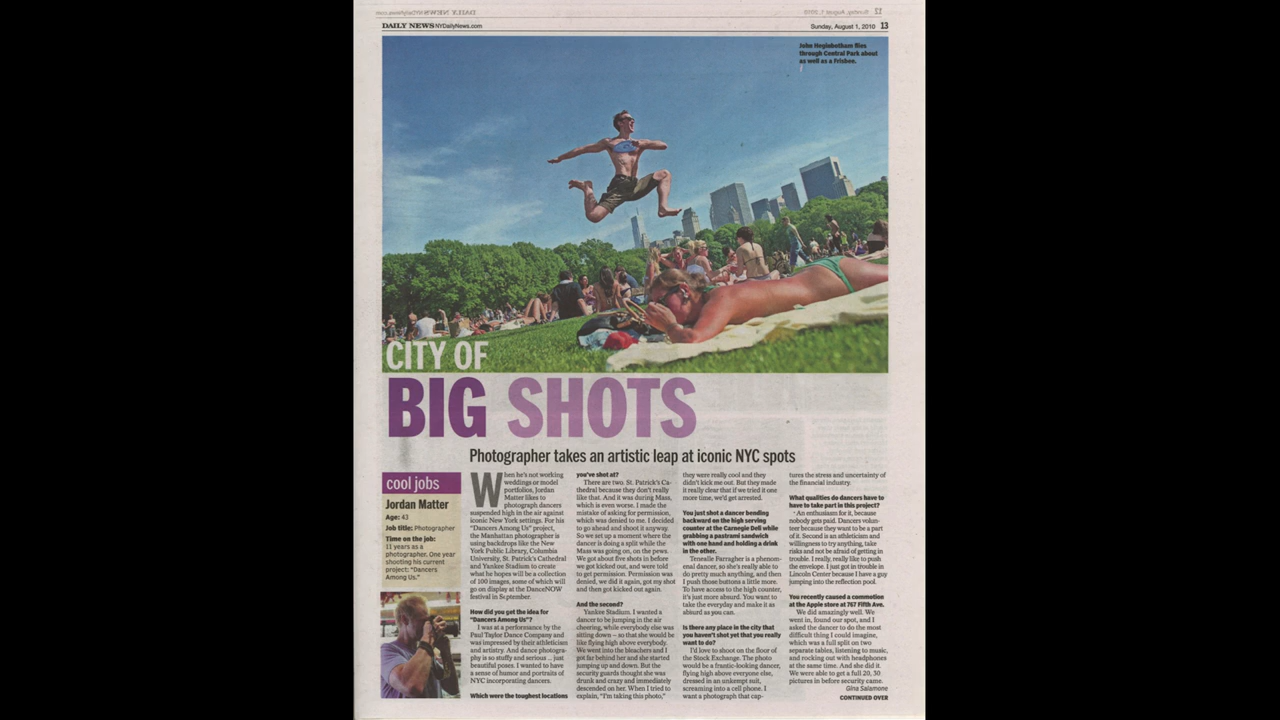 DAILY NEWS NYDailyNews.com
Sunday, August 1, 2010 13
John Heginbotham flies
through Central Park about
as well as a Frisbee.
CITY OF
BIG SHOTS
Photographer takes an artistic leap at iconic NYC spots
cool jobs
Jordan Matter
Age: 43
Job title: Photographer
Time on the job:
11 years as a
photographer. One year
shooting his current
project: "Dancers
Among Us."
When he's not working
weddings or model
portfolios, Jordan
Matter likes to
photograph dancers
suspended high in the air against
iconic New York settings. For his
"Dancers Among Us" project,
the Manhattan photographer is
using backdrops like the New
York Public Library, Columbia
University, St. Patrick's Cathedral
and Yankee Stadium to create
what he hopes will be a collection
of 100 images, some of which will
go on display at the DanceNOW
festival in September.
How did you get the idea for
"Dancers Among Us"?
I was at a performance by the
Paul Taylor Dance Company and
was impressed by their athleticism
and artistry. And dance photogra-
phy is so stuffy and serious ... just
beautiful poses. I wanted to have
a sense of humor and portraits of
NYC incorporating dancers.
Which were the toughest locations
you've shot at?
There are two. St. Patrick's Ca-
thedral because they don't really
like that. And it was during Mass,
which is even worse. I made the
mistake of asking for permission,
which was denied to me. I decided
to go ahead and shoot it anyway.
So we set up a moment where the
dancer is doing a split while the
Mass was going on, on the pews.
We got about five shots in before
we got kicked out, and were told
to get permission. Permission was
denied, we did it again, got my shot
and then got kicked out again.
And the second?
Yankee Stadium. I wanted a
dancer to be jumping in the air
cheering, while everybody else was
sitting down – so that she would be
like flying high above everybody.
We went into the bleachers and I
got far behind her and she started
jumping up and down. But the
security guards thought she was
drunk and crazy and immediately
descended on her. When I tried to
explain, "I'm taking this photo,"
they were really cool and they
didn't kick me out. But they made
it really clear that if we tried it one
more time, we'd get arrested.
You just shot a dancer bending
backward on the high serving
counter at the Carnegie Deli while
grabbing a pastrami sandwich
with one hand and holding a drink
in the other.
Tenealle Farragher is a phenom-
enal dancer, so she's really able to
do pretty much anything, and then
I push those buttons a little more.
To have access to the high counter,
it's just more absurd. You want to
take the everyday and make it as
absurd as you can.
Is there any place in the city that
you haven't shot yet that you really
want to do?
I'd love to shoot on the floor of
the Stock Exchange. The photo
would be a frantic-looking dancer,
flying high above everyone else,
dressed in an unkempt suit,
screaming into a cell phone. I
want a photograph that cap-
tures the stress and uncertainty of
the financial industry.
What qualities do dancers have to
have to take part in this project?
An enthusiasm for it, because
nobody gets paid. Dancers volun-
teer because they want to be a part
of it. Second is an athleticism and
willingness to try anything, take
risks and not be afraid of getting in
trouble. I really, really like to push
the envelope. I just got in trouble in
Lincoln Center because I have a guy
jumping into the reflection pool.
You recently caused a commotion
at the Apple store at 767 Fifth Ave.
We did amazingly well. We
went in, found our spot, and I
asked the dancer to do the most
difficult thing I could imagine,
which was a full split on two
separate tables, listening to music,
and rocking out with headphones
at the same time. And she did it.
We were able to get a full 20, 30
pictures in before security came.
Gina Salamone
CONTINUED OVER